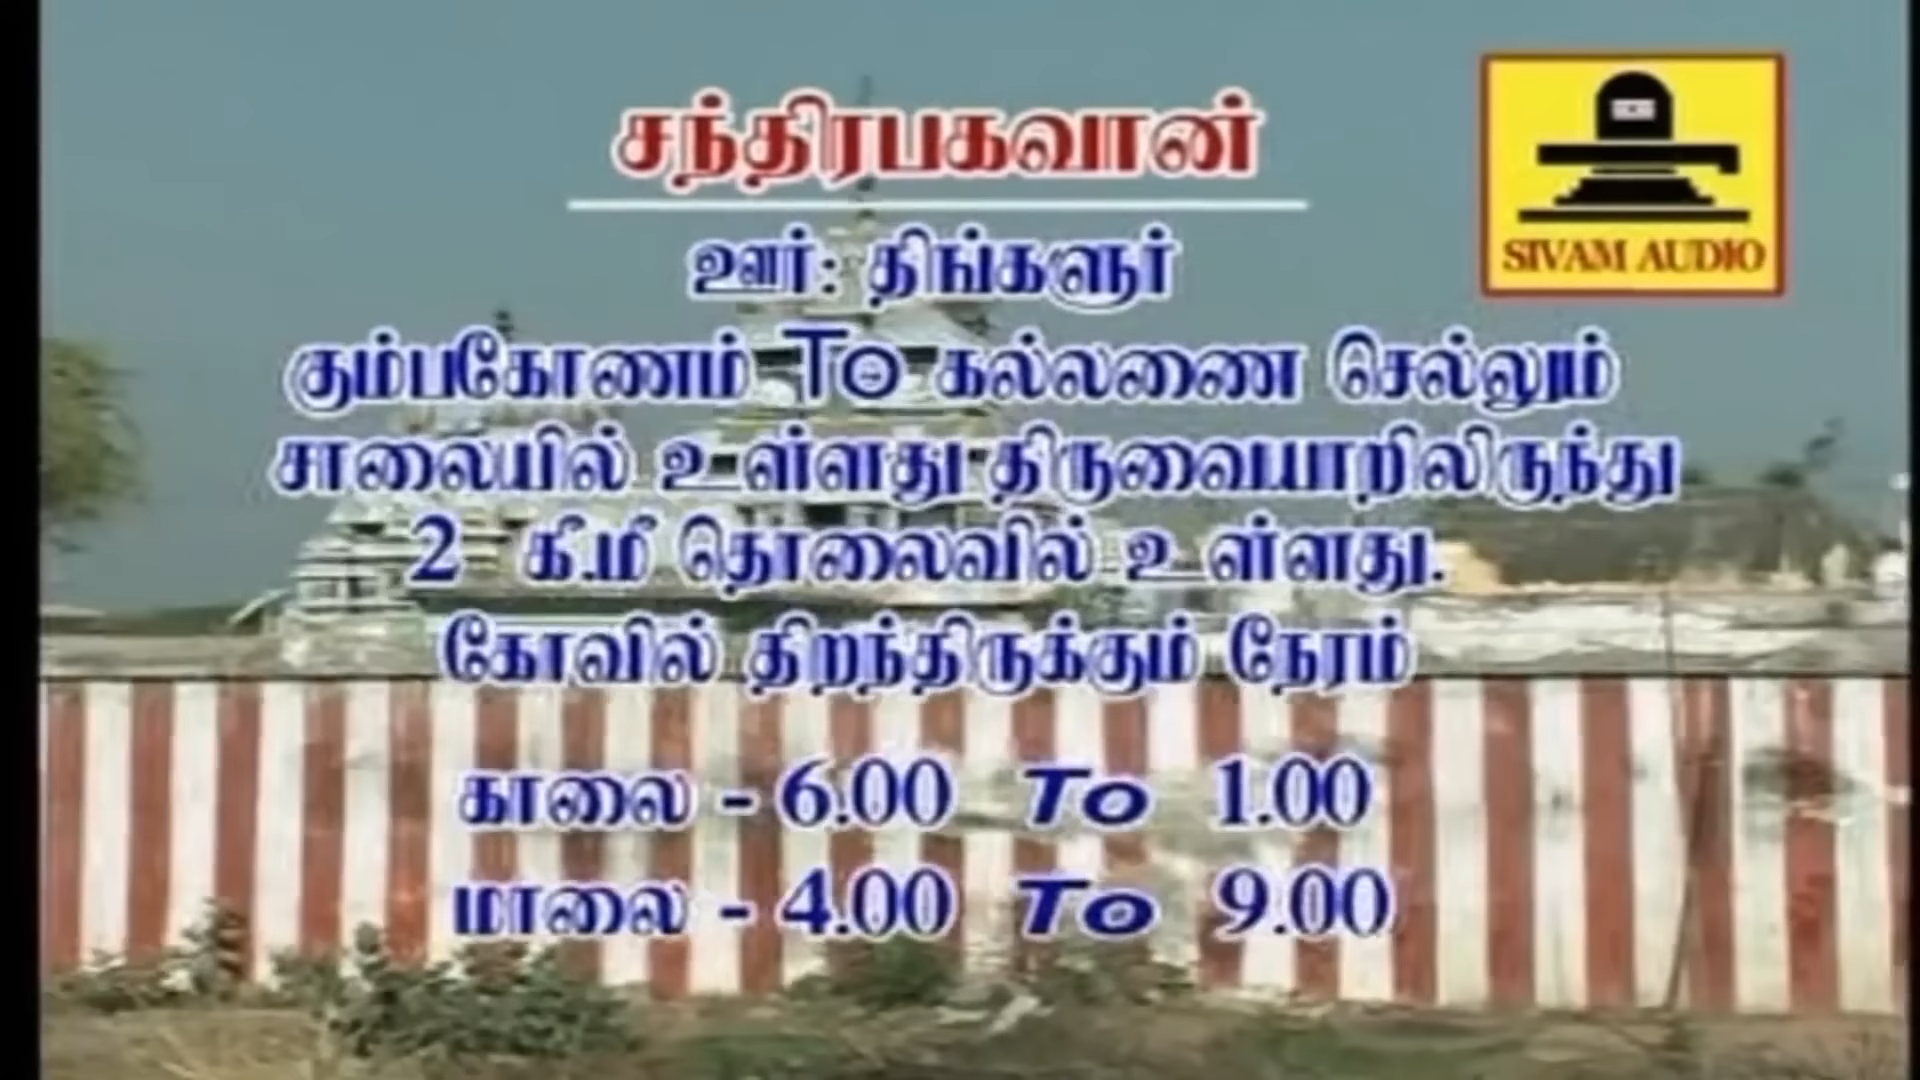 சந்திரபகவான்
SIVAM AUDIO
ஊர்: திங்களுர்
கும்பகோணம் To கல்லணை செல்லும்
சாலையில் உள்ளது திருவையாறிலிருந்து
2 கீ.மீ தொலைவில் உள்ளது.
கோவில் திறந்திருக்கும் நேரம்
காலை - 6.00 To 1.00
மாலை - 4.00 To 9.00